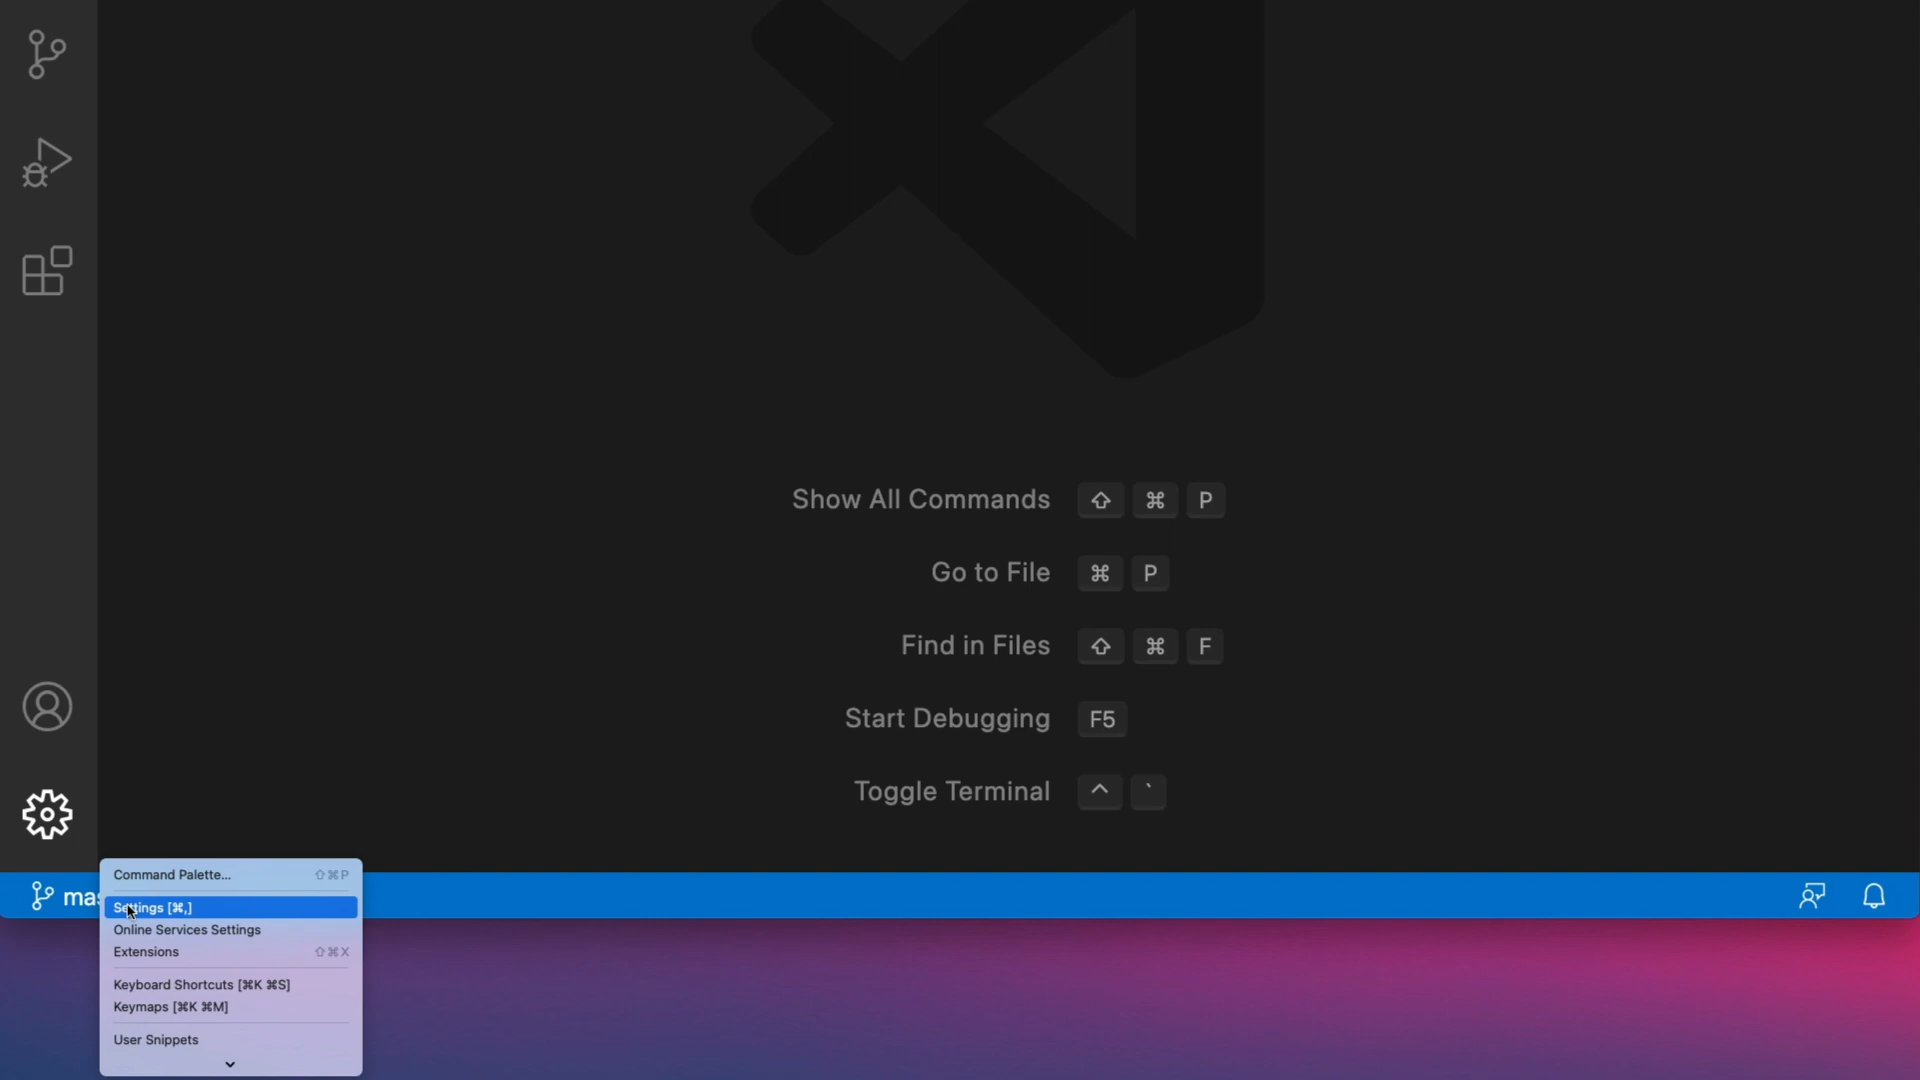 Show All Commands ⇧ ⌘ P
Go to File ⌘ P
Find in Files ⇧ ⌘ F
Start Debugging F5
Toggle Terminal ^ `
Command Palette... ⇧⌘P
Settings [⌘,]
Online Services Settings
Extensions ⇧⌘X
Keyboard Shortcuts [⌘K ⌘S]
Keymaps [⌘K ⌘M]
User Snippets